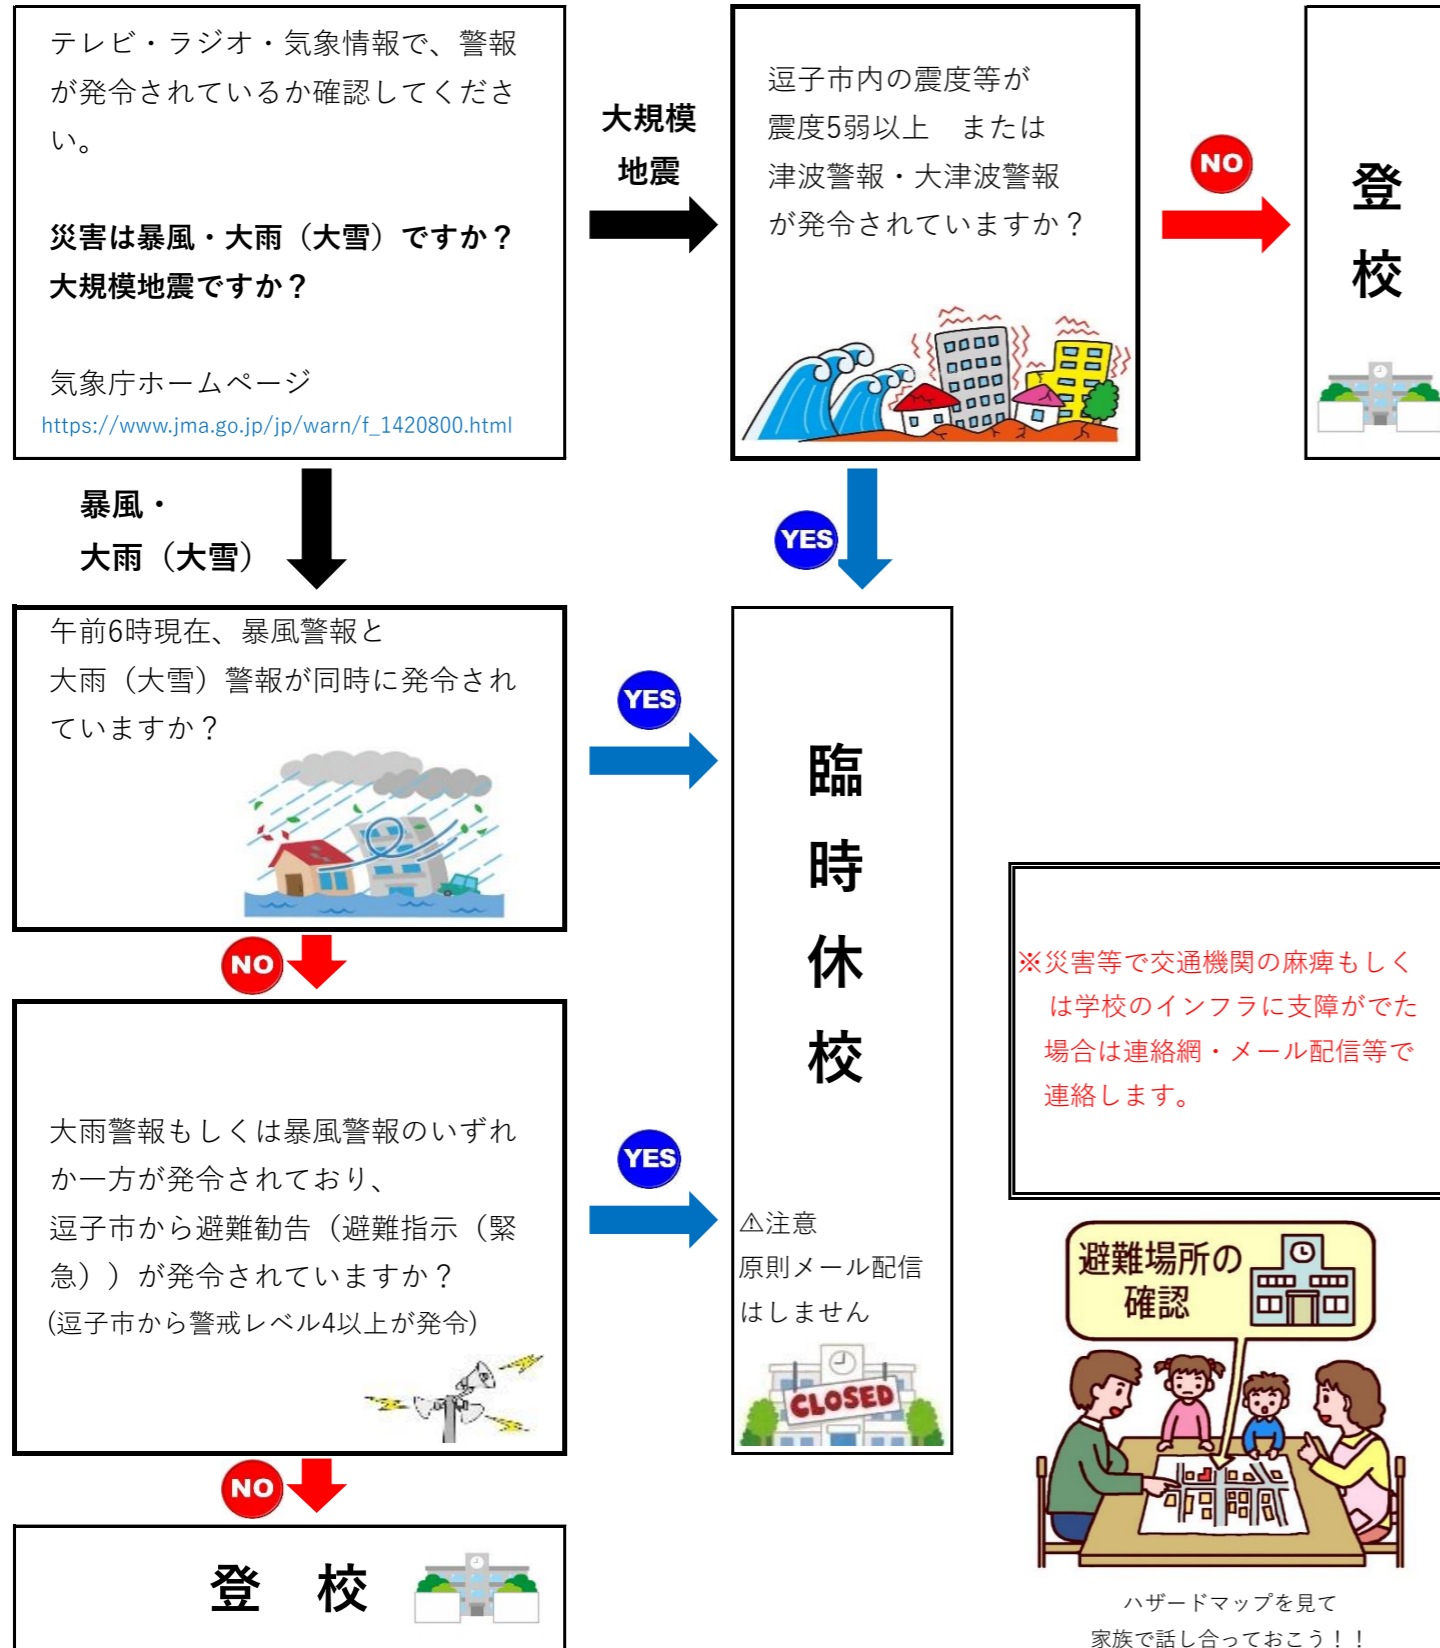 テレビ・ラジオ・気象情報で、警報
が発令されているか確認してくださ
い。
災害は暴風・大雨（大雪）ですか？
大規模地震ですか？
気象庁ホームページ
https://www.jma.go.jp/jp/warn/f_1420800.html
大規模
地震
逗子市内の震度等が
震度5弱以上　または
津波警報・大津波警報
が発令されていますか？
NO
登
校
暴風・
大雨（大雪）
YES
午前6時現在、暴風警報と
大雨（大雪）警報が同時に発令され
ていますか？
YES
臨
時
休
校
⚠注意
原則メール配信
はしません
CLOSED
NO
大雨警報もしくは暴風警報のいずれ
か一方が発令されており、
逗子市から避難勧告（避難指示（緊
急））が発令されていますか？
(逗子市から警戒レベル4以上が発令)
YES
NO
登　校
※災害等で交通機関の麻痺もしく
は学校のインフラに支障がでた
場合は連絡網・メール配信等で
連絡します。
避難場所の
確認
ハザードマップを見て
家族で話し合っておこう！！